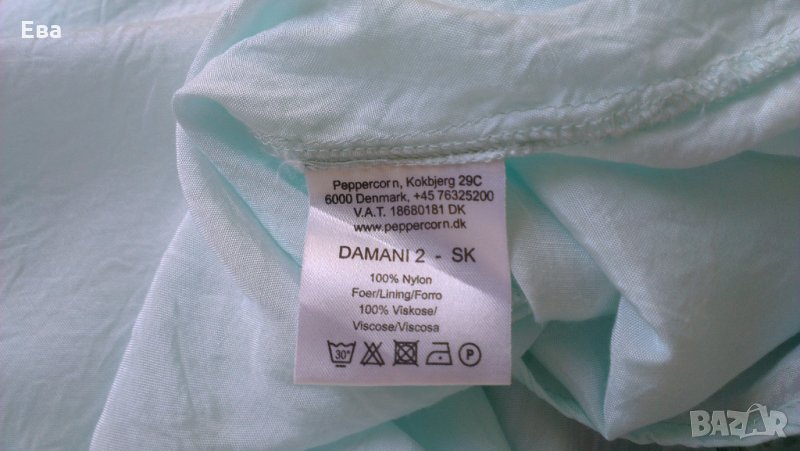 Ева
Peppercorn, Kokbjerg 29C
6000 Denmark, +45 76325200
V.A.T. 18680181 DK
www.peppercorn.dk
DAMANI 2 - SK
100% Nylon
Foer/Lining/Forro
100% Viskose/
Viscose/Viscosa
30°
P
BAZAR